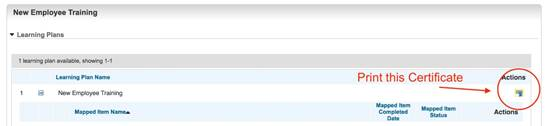 New Employee Training
Learning Plans
1 learning plan available, showing 1-1
Print this Certificate
Learning Plan Name Actions
1 New Employee Training
Mapped Item Name Mapped Item Completed Date Mapped Item Status Actions